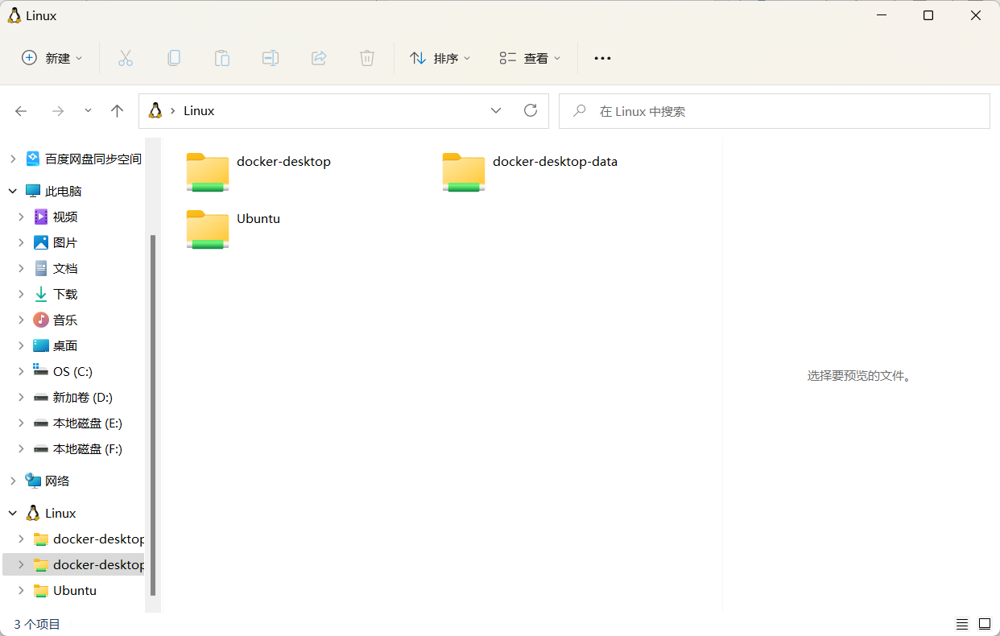 Linux
新建
排序
查看
Linux
在 Linux 中搜索
百度网盘同步空间
此电脑
视频
图片
文档
下载
音乐
桌面
OS (C:)
新加卷 (D:)
本地磁盘 (E:)
本地磁盘 (F:)
网络
Linux
docker-desktop
docker-desktop
Ubuntu
docker-desktop
docker-desktop-data
Ubuntu
选择要预览的文件。
3 个项目